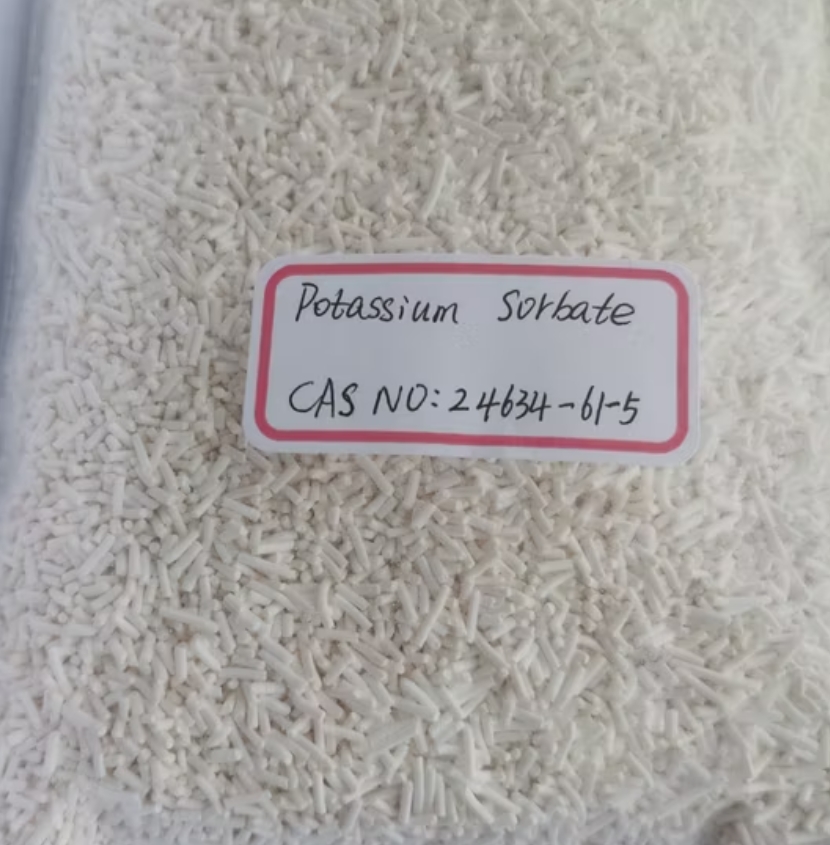 Potassium Sorbate
CAS NO: 24634-61-5